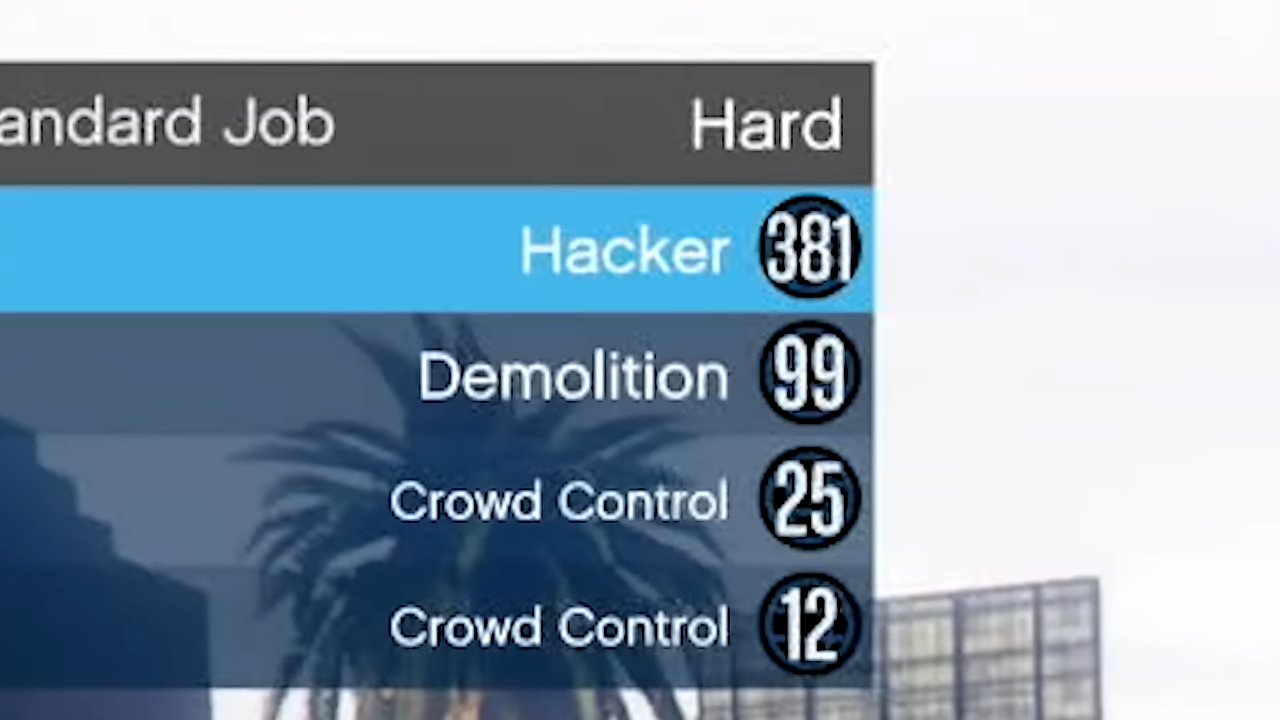 andard Job Hard
Hacker 381
Demolition 99
Crowd Control 25
Crowd Control 12